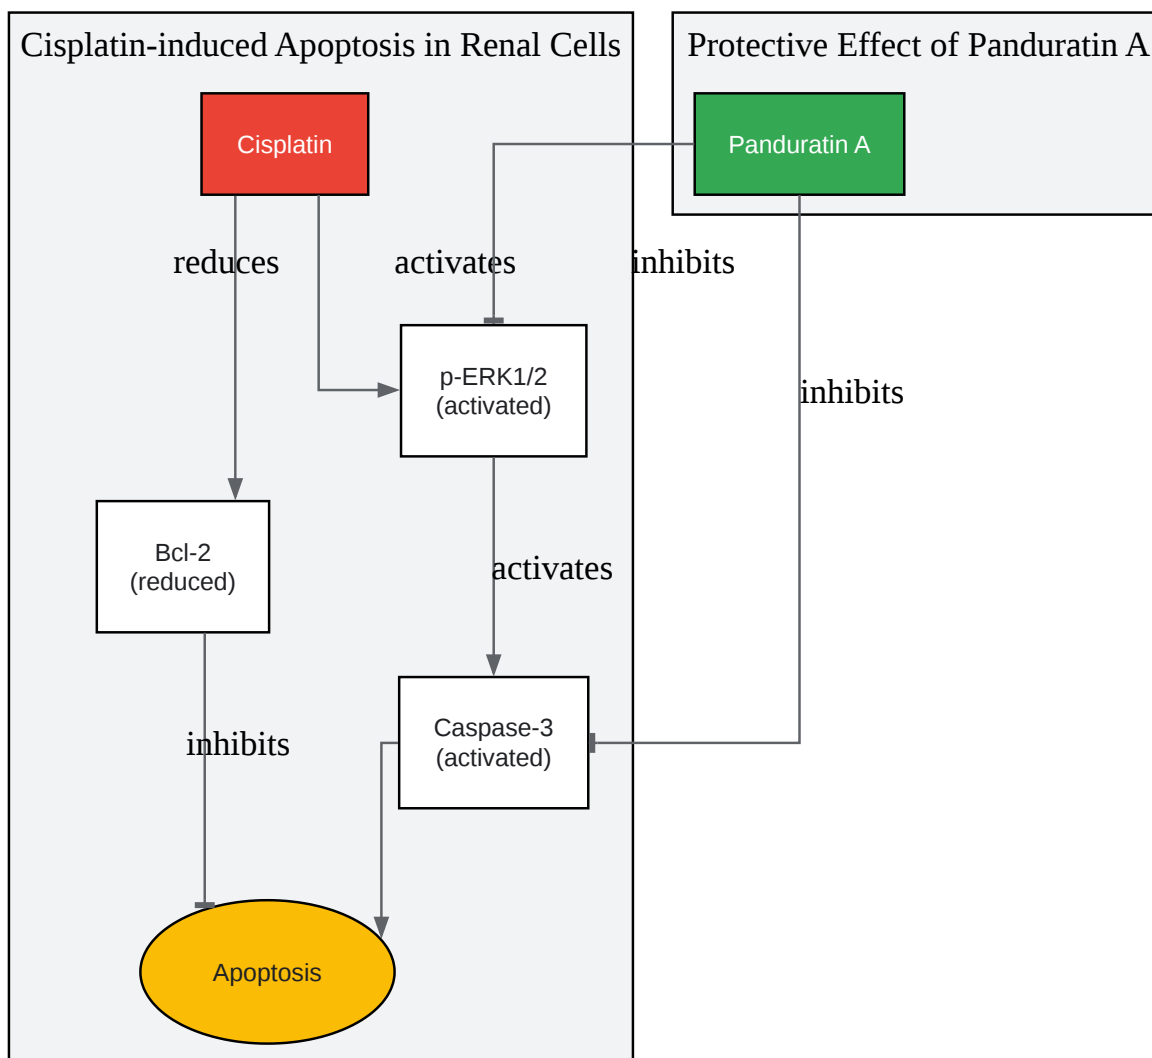 Cisplatin-induced Apoptosis in Renal Cells
Protective Effect of Panduratin A
Cisplatin
Panduratin A
reduces
activates
inhibits
p-ERK1/2
(activated)
inhibits
Bcl-2
(reduced)
activates
Caspase-3
(activated)
inhibits
Apoptosis